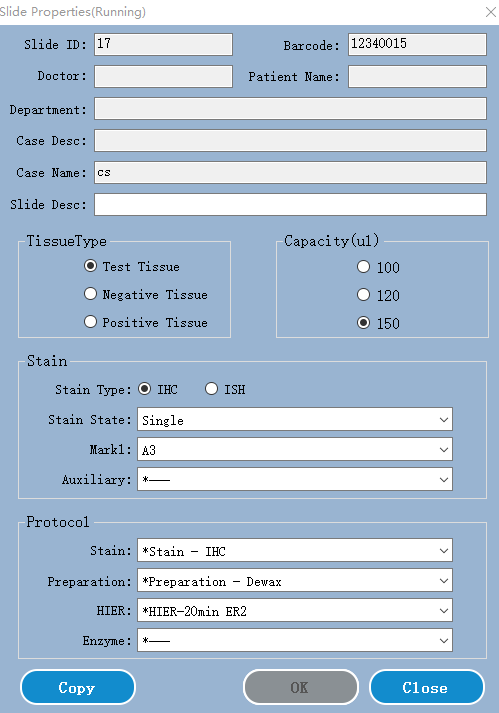 Slide Properties(Running)
Slide ID: 17 Barcode: 12340015
Doctor: Patient Name:
Department:
Case Desc:
Case Name: cs
Slide Desc:
TissueType Capacity(ul)
Test Tissue 100
Negative Tissue 120
Positive Tissue 150
Stain
Stain Type: IHC ISH
Stain State: Single
Mark1: A3
Auxiliary: *———
Protocol
Stain: *Stain - IHC
Preparation: *Preparation - Dewax
HIER: *HIER-20min ER2
Enzyme: *———
Copy OK Close